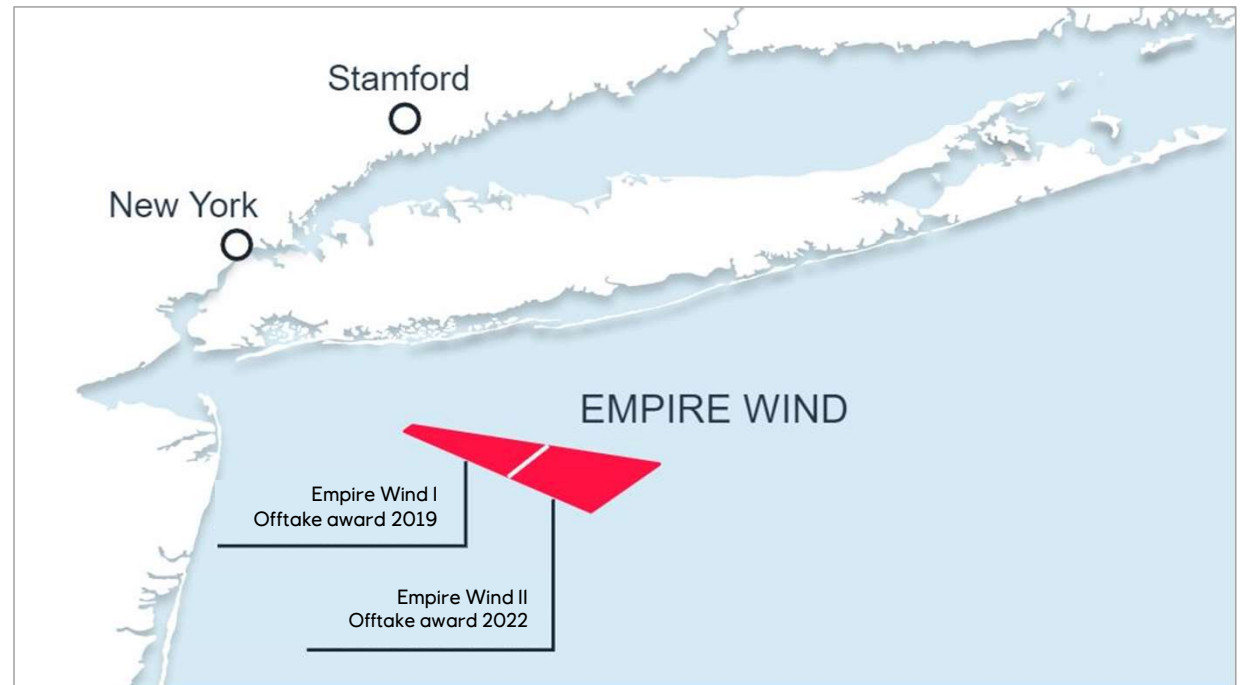 Stamford
New York
EMPIRE WIND
Empire Wind I
Offtake award 2019
Empire Wind II
Offtake award 2022